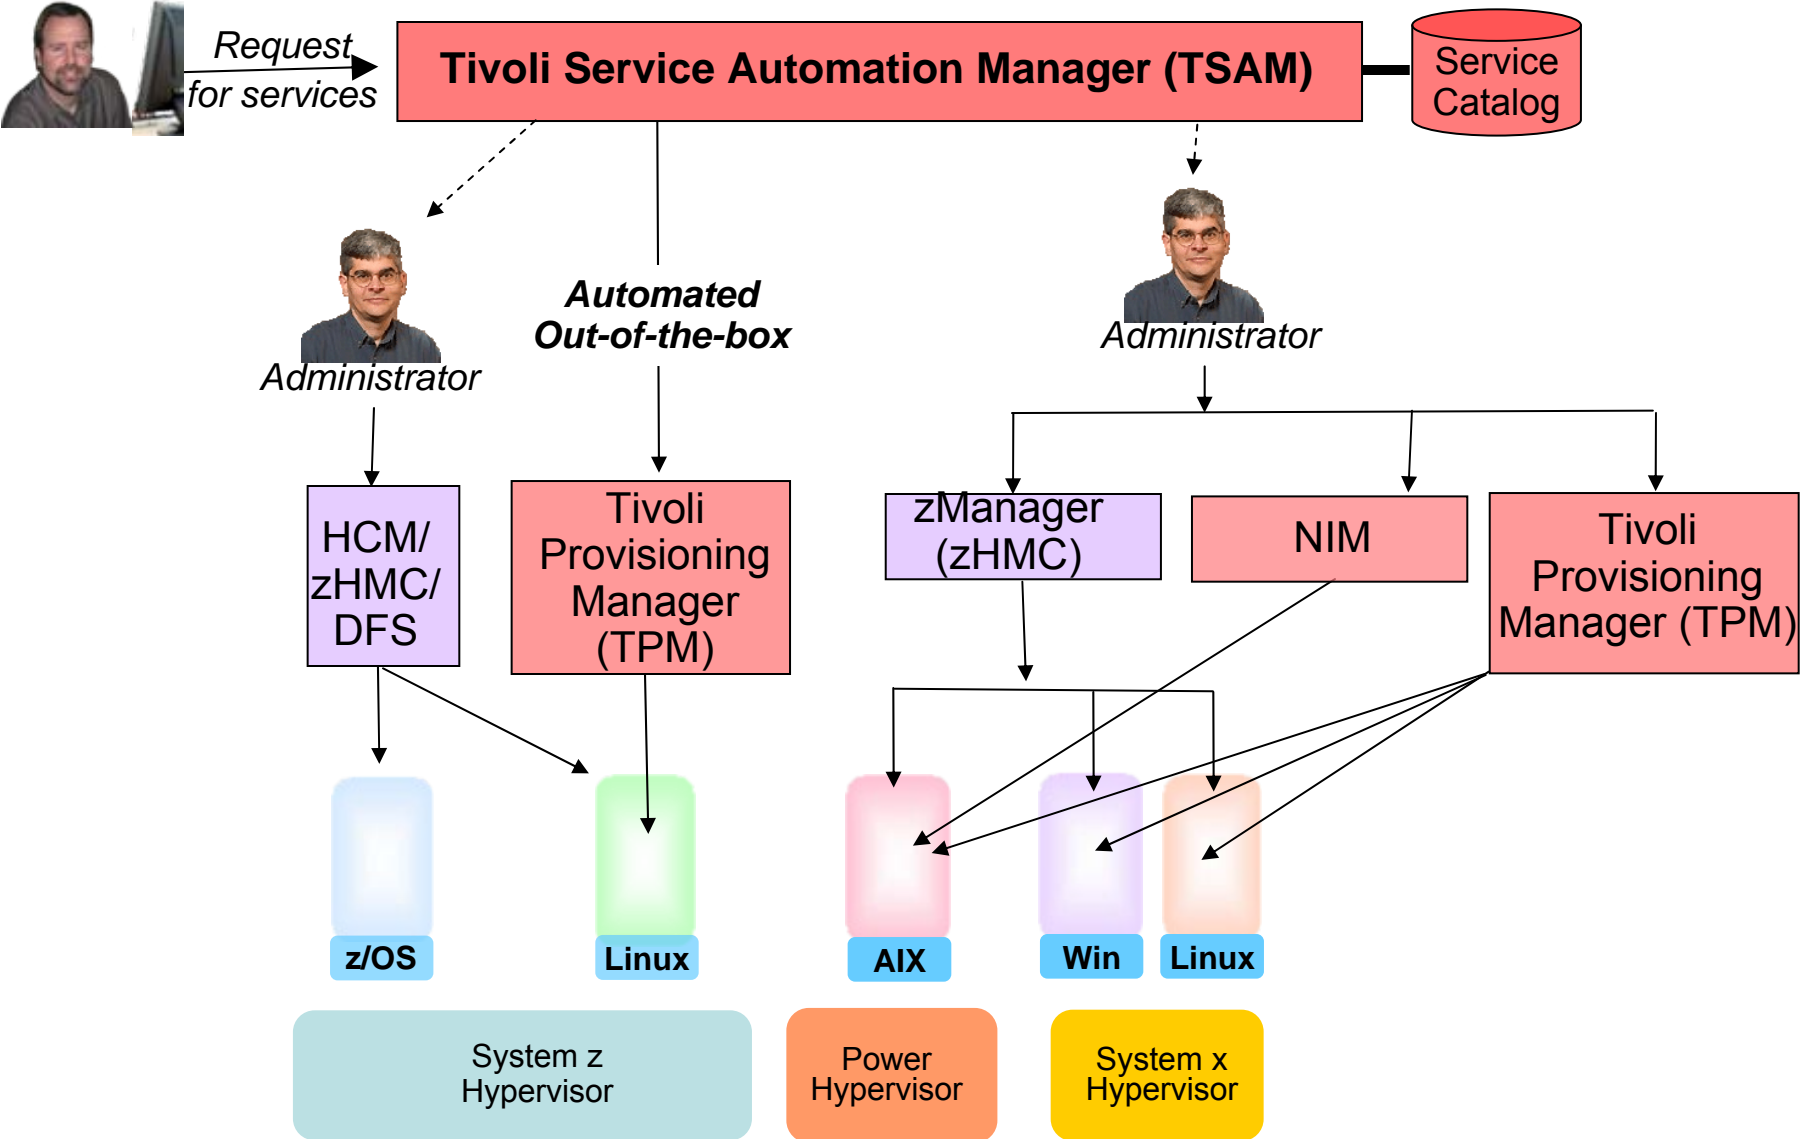 Request
for services
Tivoli Service Automation Manager (TSAM)
Service
Catalog
Automated
Out-of-the-box
Administrator
Administrator
HCM/
zHMC/
DFS
Tivoli
Provisioning
Manager
(TPM)
zManager
(zHMC)
NIM
Tivoli
Provisioning
Manager (TPM)
z/OS
Linux
AIX
Win
Linux
System z
Hypervisor
Power
Hypervisor
System x
Hypervisor